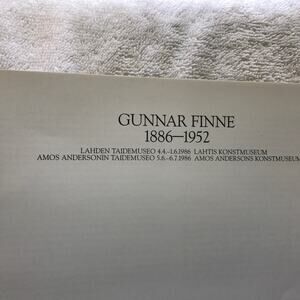 GUNNAR FINNE
1886—1952
LAHDEN TAIDEMUSEO 4.4.–1.6.1986 LAHTIS KONSTMUSEUM
AMOS ANDERSONIN TAIDEMUSEO 5.6.–6.7.1986 AMOS ANDERSONS KONSTMUSEUM